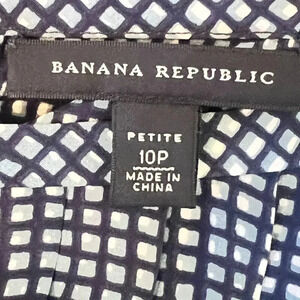 BANANA REPUBLIC
PETITE
10P
MADE IN
CHINA